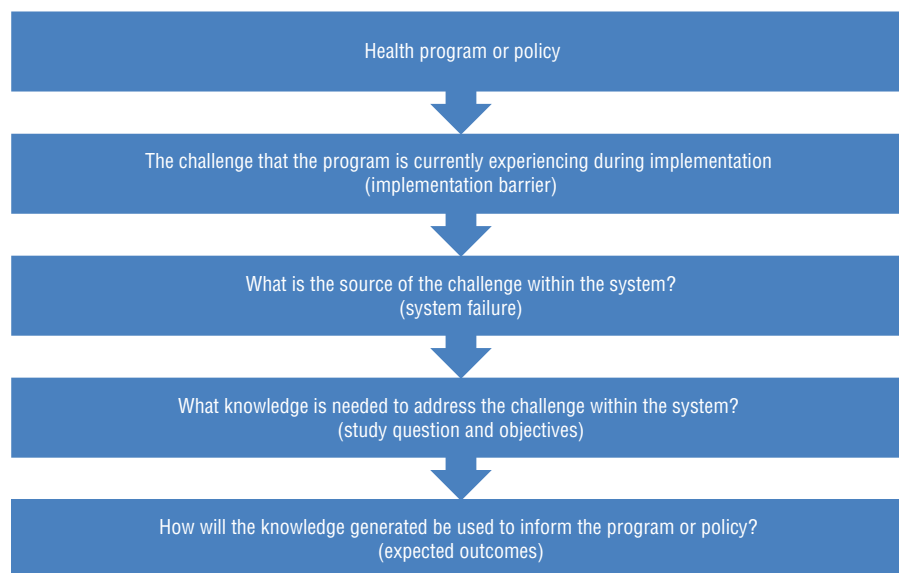 Health program or policy
The challenge that the program is currently experiencing during implementation
(implementation barrier)
What is the source of the challenge within the system?
(system failure)
What knowledge is needed to address the challenge within the system?
(study question and objectives)
How will the knowledge generated be used to inform the program or policy?
(expected outcomes)